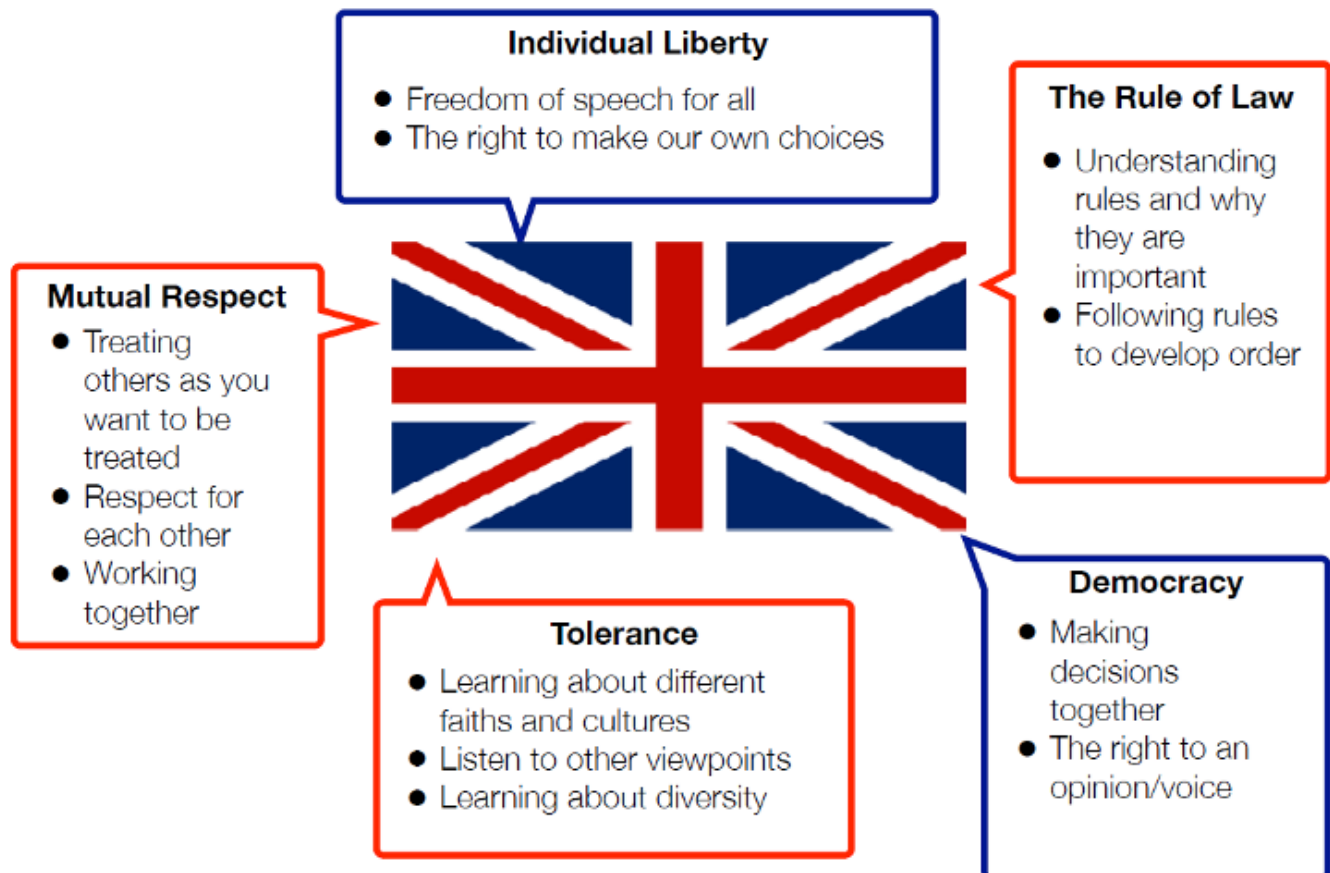 Individual Liberty
● Freedom of speech for all
● The right to make our own choices
The Rule of Law
● Understanding
rules and why
they are
important
● Following rules
to develop order
Mutual Respect
● Treating
others as you
want to be
treated
● Respect for
each other
● Working
together
Tolerance
● Learning about different
faiths and cultures
● Listen to other viewpoints
● Learning about diversity
Democracy
● Making
decisions
together
● The right to an
opinion/voice